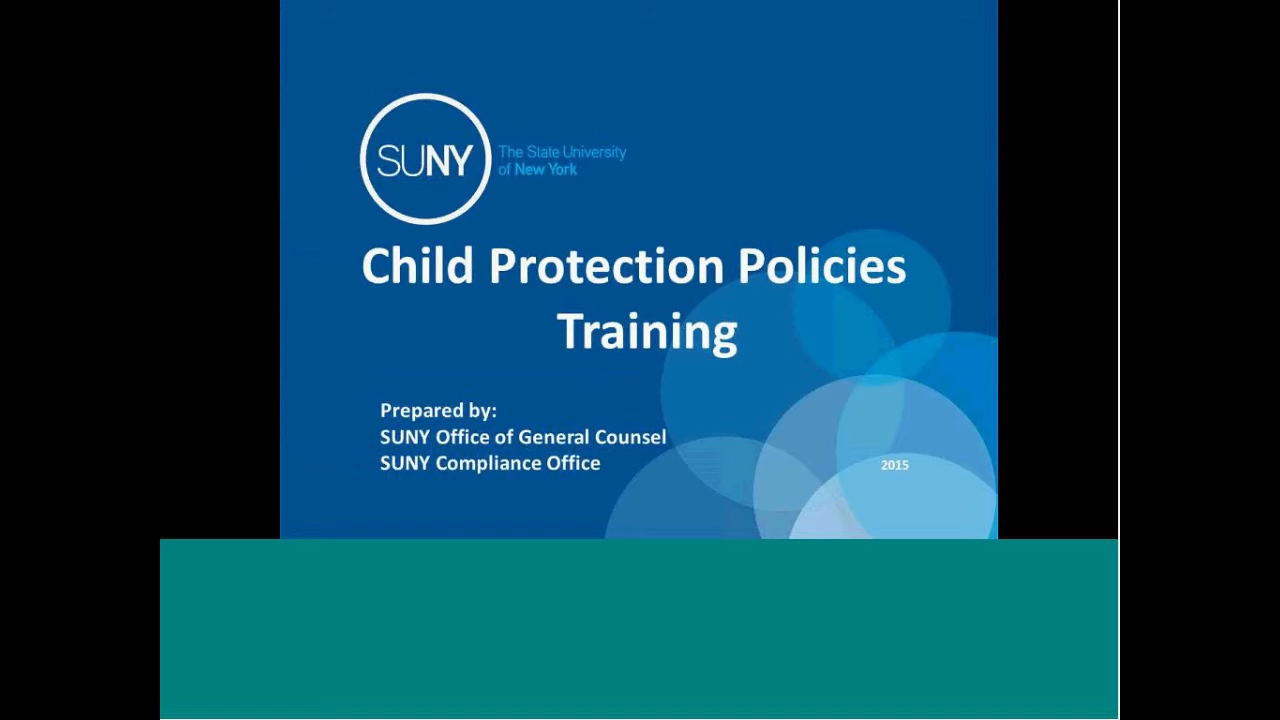 SUNY
The State University
of New York
Child Protection Policies
Training
Prepared by:
SUNY Office of General Counsel
SUNY Compliance Office
2015